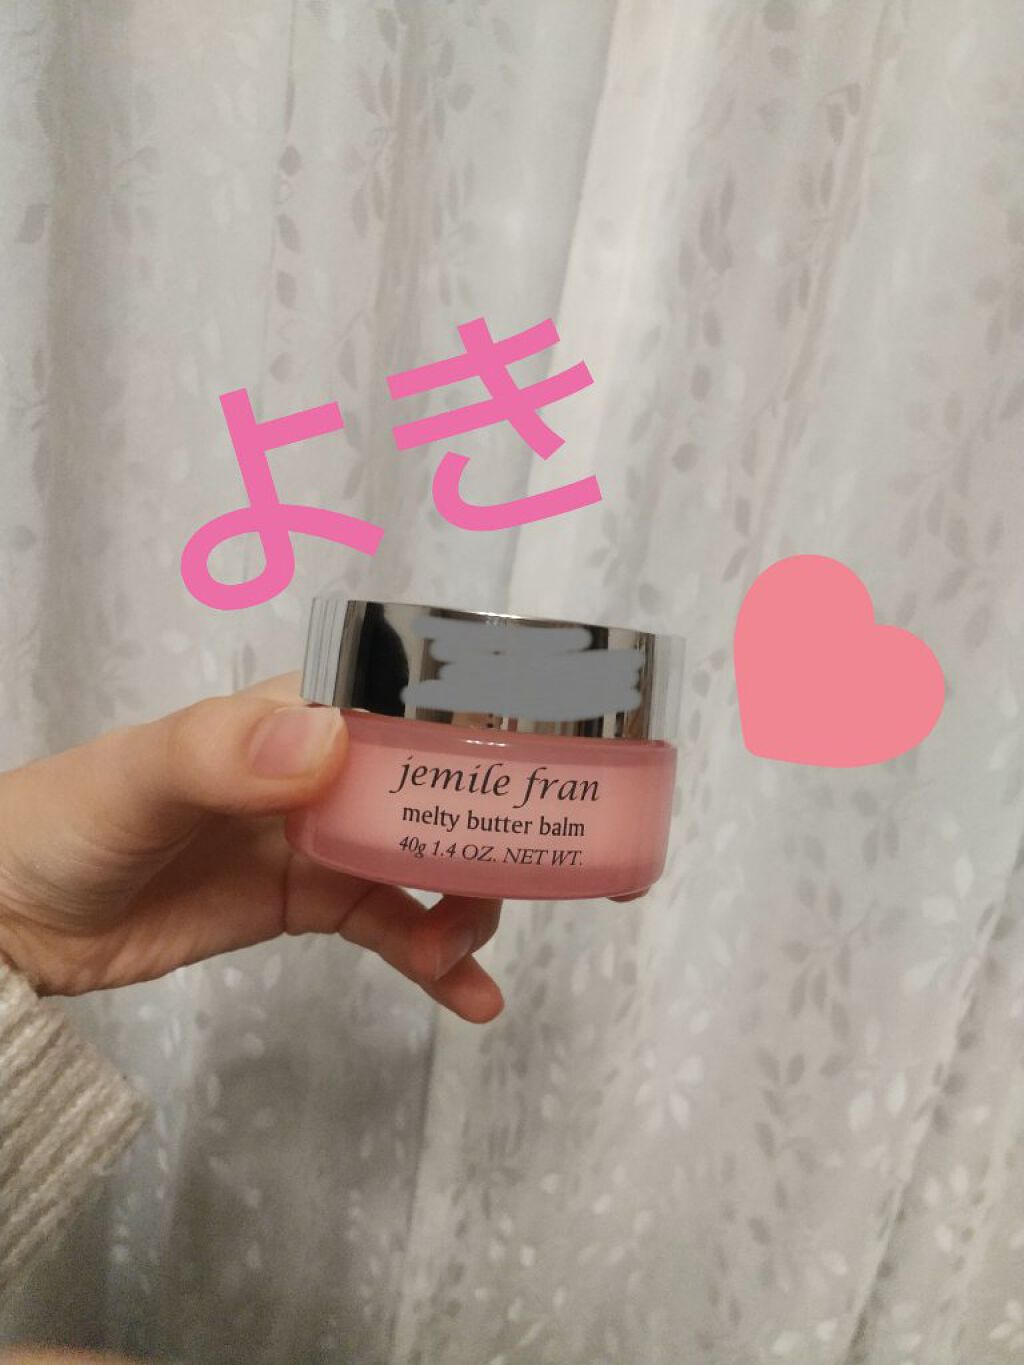 よき
jemile fran
melty butter balm
40g 1.4 OZ. NET WT.